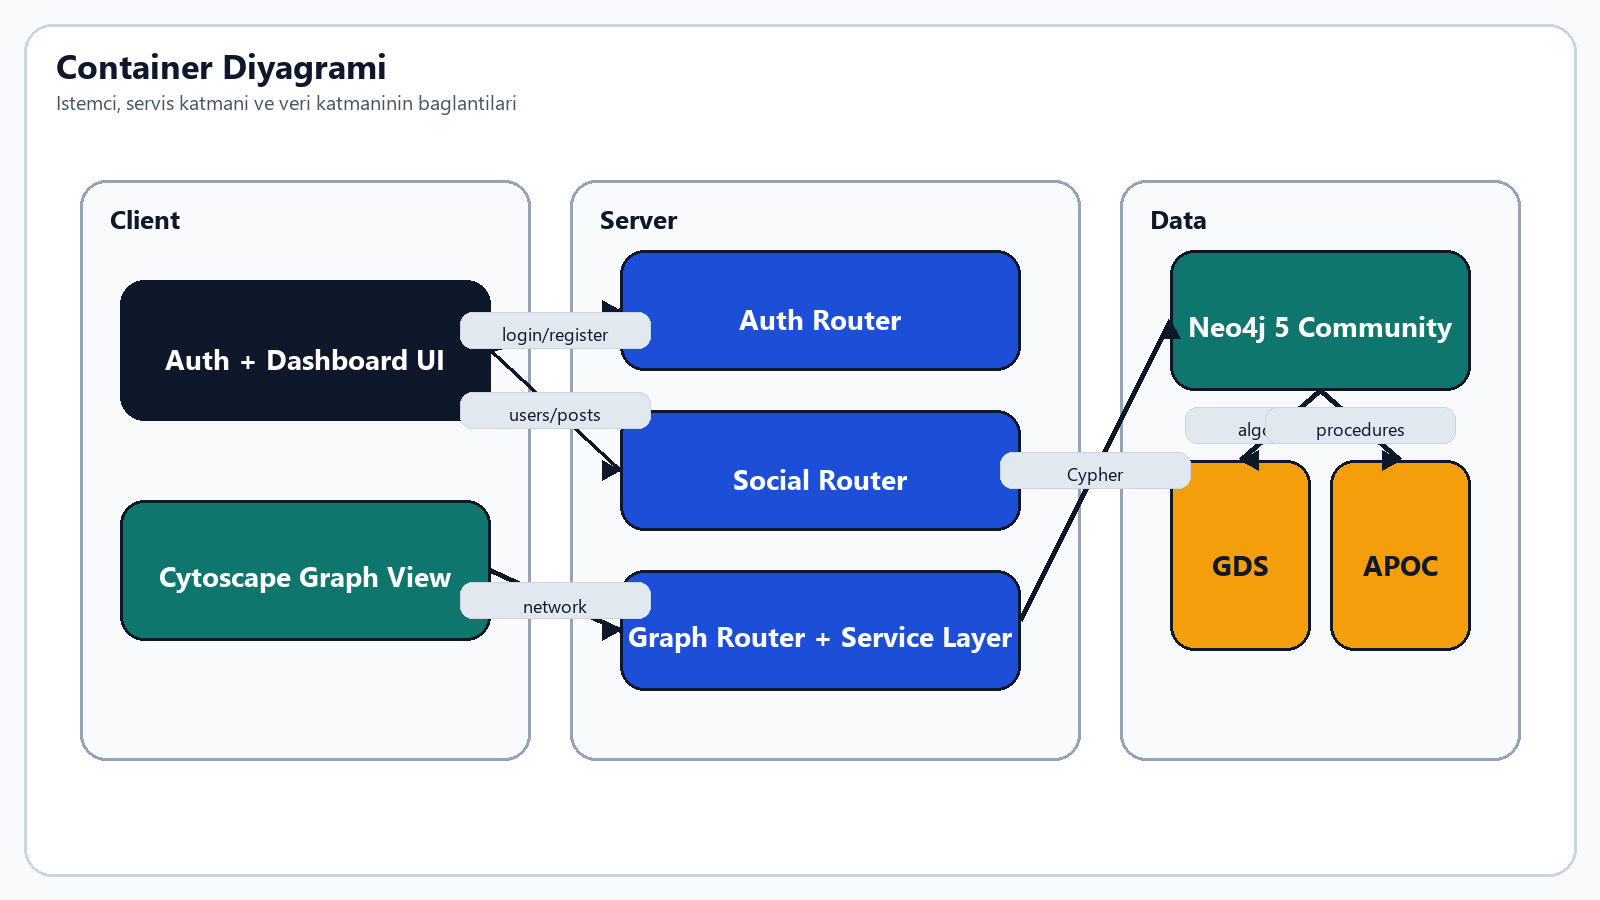 Container Diyagrami
Istemci, servis katmani ve veri katmaninin baglantilari
Client
Auth + Dashboard UI
Cytoscape Graph View
login/register
users/posts
network
Server
Auth Router
Social Router
Graph Router + Service Layer
Cypher
Data
Neo4j 5 Community
procedures
GDS
APOC